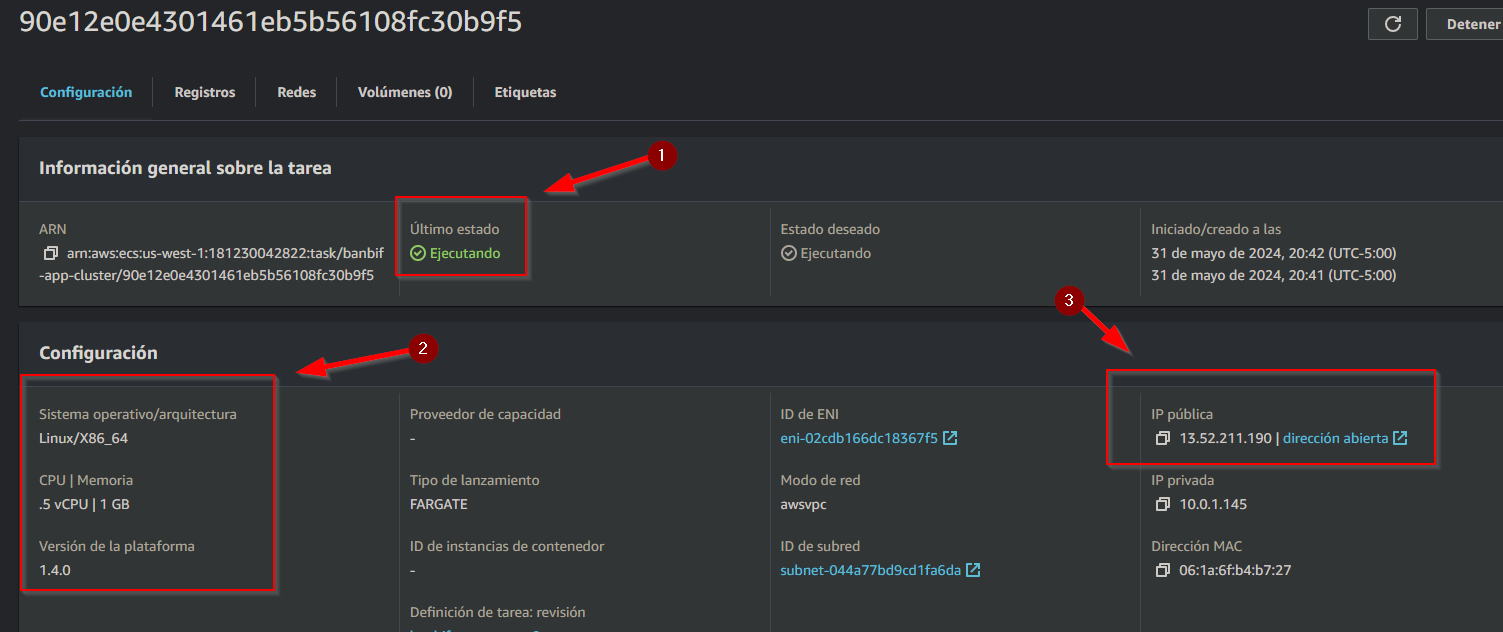 90e12e0e4301461eb5b56108fc30b9f5
Detener
Configuración
Registros
Redes
Volúmenes (0)
Etiquetas
Información general sobre la tarea
1
ARN
arn:aws:ecs:us-west-1:181230042822:task/banbif
-app-cluster/90e12e0e4301461eb5b56108fc30b9f5
Último estado
Ejecutando
Estado deseado
Ejecutando
Iniciado/creado a las
31 de mayo de 2024, 20:42 (UTC-5:00)
31 de mayo de 2024, 20:41 (UTC-5:00)
3
2
Configuración
Sistema operativo/arquitectura
Linux/X86_64
CPU | Memoria
.5 vCPU | 1 GB
Versión de la plataforma
1.4.0
Proveedor de capacidad
-
Tipo de lanzamiento
FARGATE
ID de instancias de contenedor
-
Definición de tarea: revisión
ID de ENI
eni-02cdb166dc18367f5
Modo de red
awsvpc
ID de subred
subnet-044a77bd9cd1fa6da
IP pública
13.52.211.190 | dirección abierta
IP privada
10.0.1.145
Dirección MAC
06:1a:6f:b4:b7:27